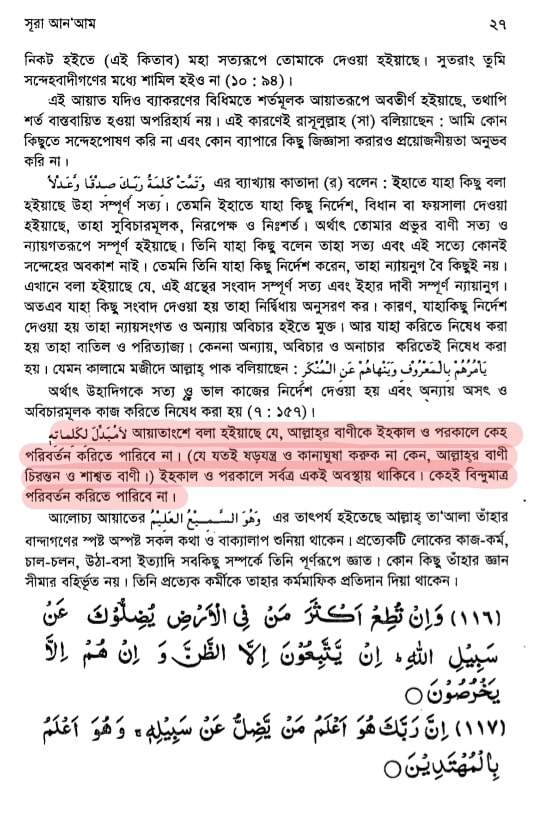 সূরা আন'আম ২৭
নিকট হইতে (এই কিতাব) মহা সত্যরূপে তোমাকে দেওয়া হইয়াছে। সুতরাং তুমি
সন্দেহবাদীগণের মধ্যে শামিল হইও না (১০ : ৯৪)।
এই আয়াত যদিও ব্যাকরণের বিধিমতে শর্তমূলক আয়াতরূপে অবতীর্ণ হইয়াছে, তথাপি
শর্ত বাস্তবায়িত হওয়া অপরিহার্য নয়। এই কারণেই রাসূলুল্লাহ (সা) বলিয়াছেন : আমি কোন
কিছুতে সন্দেহপোষণ করি না এবং কোন ব্যাপারে কিছু জিজ্ঞাসা করারও প্রয়োজনীয়তা অনুভব
করি না।
وَتَمَّتْ كَلِمَةُ رَبِّكَ صِدْقًا وَّعَدْلاً এর ব্যাখ্যায় কাতাদা (র) বলেন : ইহাতে যাহা কিছু বলা
হইয়াছে উহা সম্পূর্ণ সত্য। তেমনি ইহাতে যাহা কিছু নির্দেশ, বিধান বা ফয়সালা দেওয়া
হইয়াছে, তাহা সুবিচারমূলক, নিরপেক্ষ ও নিঃশর্ত। অর্থাৎ তোমার প্রভুর বাণী সত্য ও
ন্যায়গতরূপে সম্পূর্ণ হইয়াছে। তিনি যাহা কিছু বলেন তাহা সত্য এবং এই সত্যে কোনই
সন্দেহের অবকাশ নাই। তেমনি তিনি যাহা কিছু নির্দেশ করেন, তাহা ন্যায়নুগ বৈ কিছুই নয়।
এখানে বলা হইয়াছে যে, এই গ্রন্থের সংবাদ সম্পূর্ণ সত্য এবং ইহার দাবী সম্পূর্ণ ন্যায়ানুগ।
অতএব যাহা কিছু সংবাদ দেওয়া হয় তাহা নির্দ্বিধায় অনুসরণ কর। কারণ, যাহাকিছু নির্দেশ
দেওয়া হয় তাহা ন্যায়সংগত ও অন্যায় অবিচার হইতে মুক্ত। আর যাহা করিতে নিষেধ করা
হয় তাহা বাতিল ও পরিত্যাজ্য। কেননা অন্যায়, অবিচার ও অনাচার করিতেই নিষেধ করা
হয়। যেমন কালামে মজীদে আল্লাহ্ পাক বলিয়াছেন : يَأْمُرُهُمْ بِالْمَعْرُوفِ وَيَنْهَاهُمْ عَنِ الْمُنْكَرِ
অর্থাৎ উহাদিগকে সত্য ও ভাল কাজের নির্দেশ দেওয়া হয় এবং অন্যায় অসৎ ও
অবিচারমূলক কাজ করিতে নিষেধ করা হয় (৭ : ১৫৭)।
لاَمُبَدِّلَ لِكَلِمَاتِهِ আয়াতাংশে বলা হইয়াছে যে, আল্লাহ্র বাণীকে ইহকাল ও পরকালে কেহ
পরিবর্তন করিতে পারিবে না। (যে যতই ষড়যন্ত্র ও কানাঘুষা করুক না কেন, আল্লাহ্র বাণী
চিরন্তন ও শাশ্বত বাণী।) ইহকাল ও পরকালে সর্বত্র একই অবস্থায় থাকিবে। কেহই বিন্দুমাত্র
পরিবর্তন করিতে পারিবে না।
আলোচ্য আয়াতের وَهُوَ السَّمِيعُ الْعَلِيمُ এর তাৎপর্য হইতেছে আল্লাহ্ তা'আলা তাঁহার
বান্দাগণের স্পষ্ট অস্পষ্ট সকল কথা ও বাক্যালাপ শুনিয়া থাকেন। প্রত্যেকটি লোকের কাজ-কর্ম,
চাল-চলন, উঠা-বসা ইত্যাদি সবকিছু সম্পর্কে তিনি পূর্ণরূপে জ্ঞাত। কোন কিছু তাঁহার জ্ঞান
সীমার বহির্ভূত নয়। তিনি প্রত্যেক কর্মীকে তাহার কর্মমাফিক প্রতিদান দিয়া থাকেন।
(١١٦) وَاِنْ تُطِعْ اَكْثَرَ مَنْ فِى الْاَرْضِ يُضِلُّوْكَ عَنْ
سَبِيْلِ اللهِ ؕ اِنْ يَّتَّبِعُوْنَ اِلَّا الظَّنَّ وَ اِنْ هُمْ اِلَّا
يَخْرُصُوْنَ ○
(١١٧) اِنَّ رَبَّكَ هُوَ اَعْلَمُ مَنْ يَّضِلُّ عَنْ سَبِيْلِهٖ ۚ وَ هُوَ اَعْلَمُ
بِالْمُهْتَدِيْنَ ○